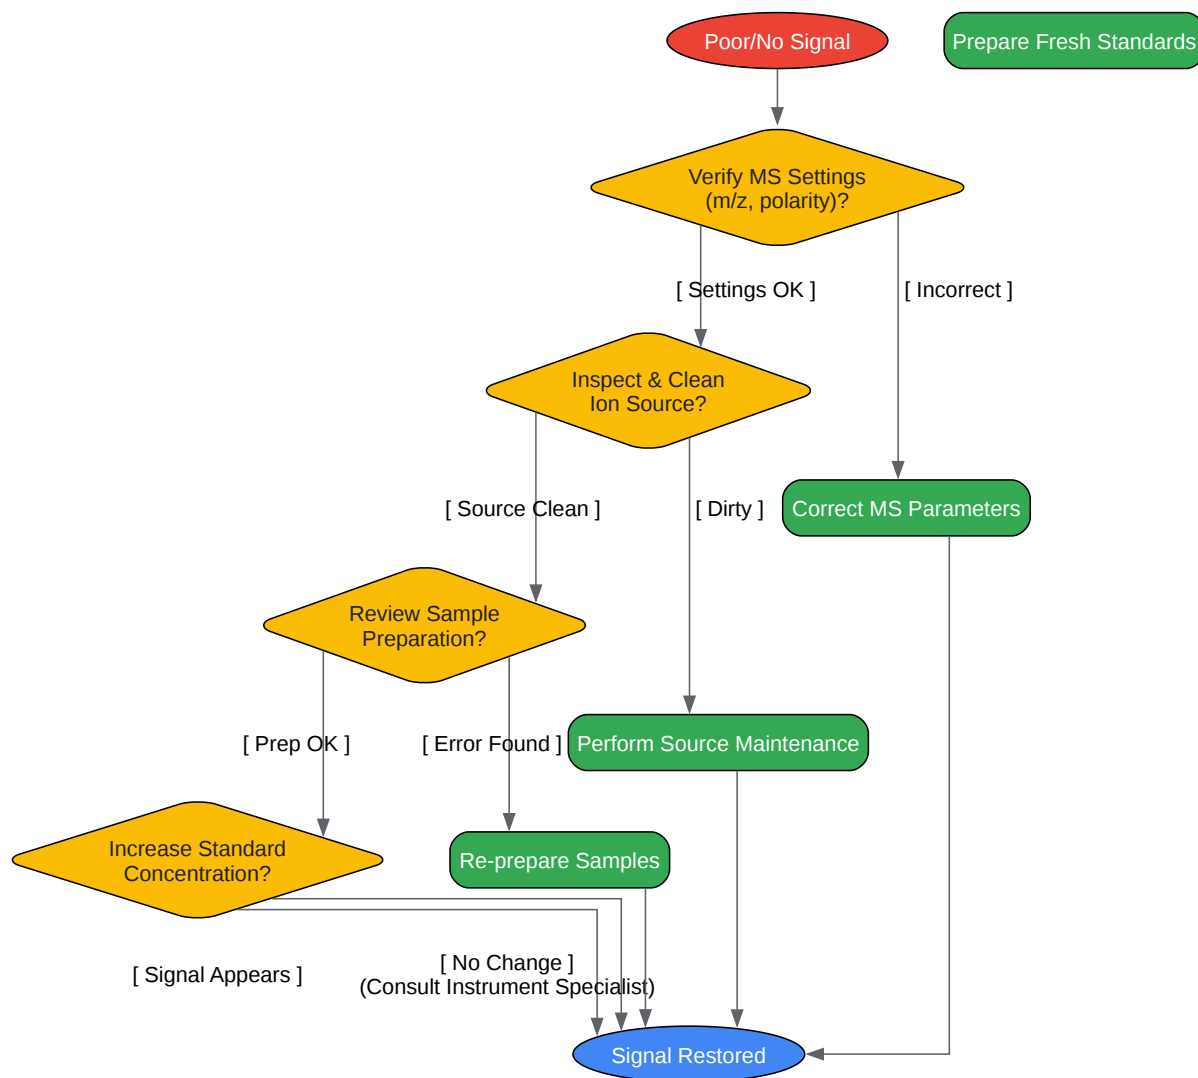 Poor/No Signal
Prepare Fresh Standards
Verify MS Settings
(m/z, polarity)?
[ Settings OK ]
[ Incorrect ]
Inspect & Clean
Ion Source?
[ Source Clean ]
[ Dirty ]
Correct MS Parameters
Review Sample
Preparation?
[ Prep OK ]
[ Error Found ]
Perform Source Maintenance
Increase Standard
Concentration?
Re-prepare Samples
[ Signal Appears ]
[ No Change ]
(Consult Instrument Specialist)
Signal Restored